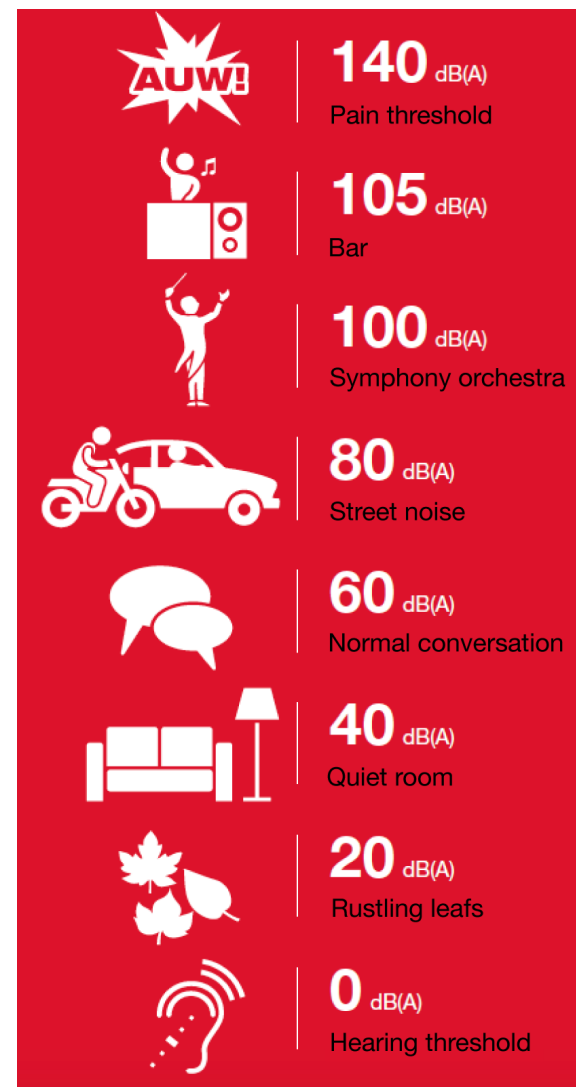 AUW!
140 dB(A)
Pain threshold
105 dB(A)
Bar
100 dB(A)
Symphony orchestra
80 dB(A)
Street noise
60 dB(A)
Normal conversation
40 dB(A)
Quiet room
20 dB(A)
Rustling leafs
0 dB(A)
Hearing threshold